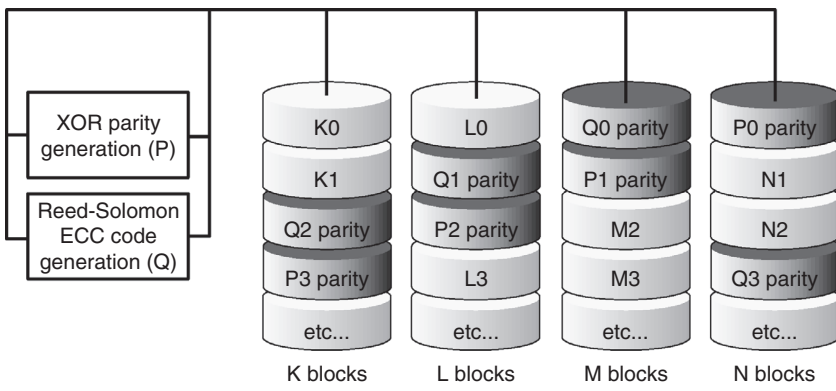 XOR parity
generation (P)
Reed-Solomon
ECC code
generation (Q)
K0
L0
Q0 parity
P0 parity
K1
Q1 parity
P1 parity
N1
Q2 parity
P2 parity
M2
N2
P3 parity
L3
M3
Q3 parity
etc...
etc...
etc...
etc...
K blocks
L blocks
M blocks
N blocks